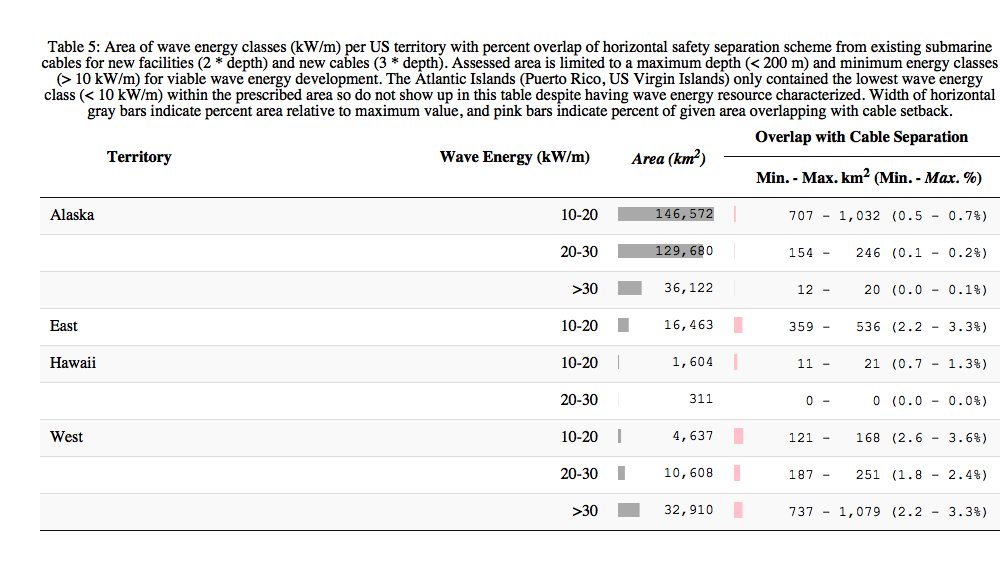 Table 5: Area of wave energy classes (kW/m) per US territory with percent overlap of horizontal safety separation scheme from existing submarine
cables for new facilities (2 * depth) and new cables (3 * depth). Assessed area is limited to a maximum depth (< 200 m) and minimum energy classes
(> 10 kW/m) for viable wave energy development. The Atlantic Islands (Puerto Rico, US Virgin Islands) only contained the lowest wave energy
class (< 10 kW/m) within the prescribed area so do not show up in this table despite having wave energy resource characterized. Width of horizontal
gray bars indicate percent area relative to maximum value, and pink bars indicate percent of given area overlapping with cable setback.
Overlap with Cable Separation
Territory Wave Energy (kW/m) Area (km²)
Min. - Max. km² (Min. - Max. %)
Alaska 10-20 146,572 707 - 1,032 (0.5 - 0.7%)
20-30 129,680 154 - 246 (0.1 - 0.2%)
>30 36,122 12 - 20 (0.0 - 0.1%)
East 10-20 16,463 359 - 536 (2.2 - 3.3%)
Hawaii 10-20 1,604 11 - 21 (0.7 - 1.3%)
20-30 311 0 - 0 (0.0 - 0.0%)
West 10-20 4,637 121 - 168 (2.6 - 3.6%)
20-30 10,608 187 - 251 (1.8 - 2.4%)
>30 32,910 737 - 1,079 (2.2 - 3.3%)